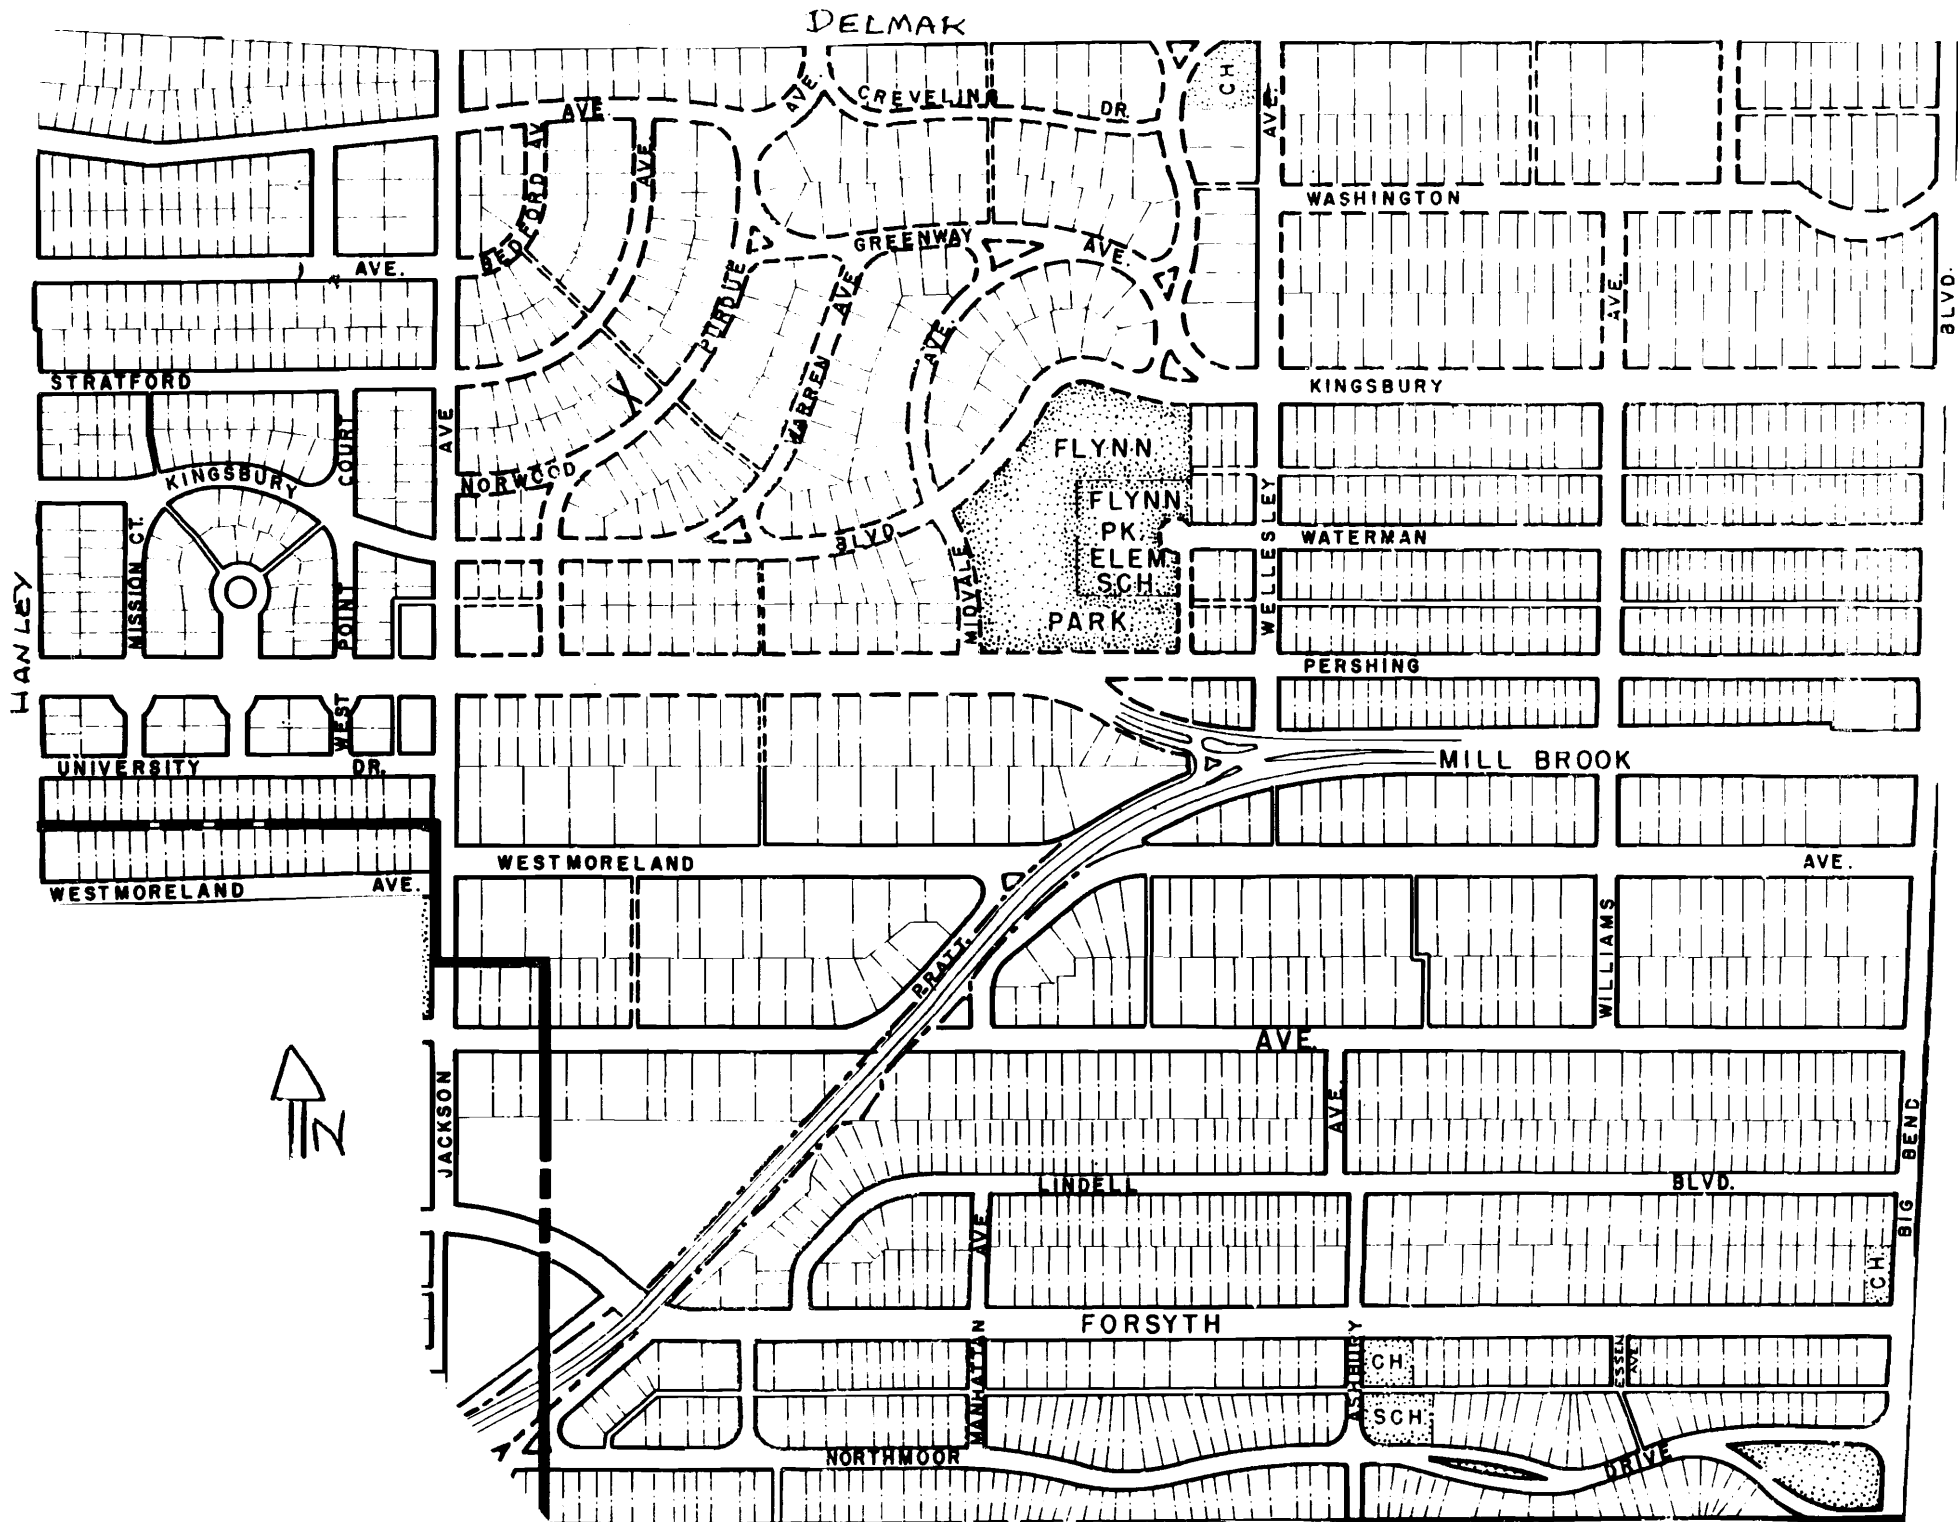 DELMAR
CREVELING
DR.
AVE.
CH
AVE.
AVE
BEDFORD AV
AVE
WASHINGTON
GREENWAY
AVE.
AVE.
PURDUE
AVE
AVE.
BLVD.
STRATFORD
KINGSBURY
COURT
AVE
WARREN
AVE.
FLYNN
KINGSBURY
NORWOOD
FLYNN
PK.
ELEM.
SCH.
PARK
WELLESLEY
WATERMAN
BLVD
MISSION CT.
POINT
MIDVALE
HANLEY
PERSHING
WEST
UNIVERSITY
DR.
MILL BROOK
WESTMORELAND
AVE.
WESTMORELAND
AVE.
WILLIAMS
PRATT.
AVE.
N
JACKSON
AVE.
BIG BEND
LINDELL
BLVD.
AVE
CH
FORSYTH
MANHATTAN
ASHBURY
CH
ESSEN
AVE.
SCH
NORTHMOOR
DRIVE